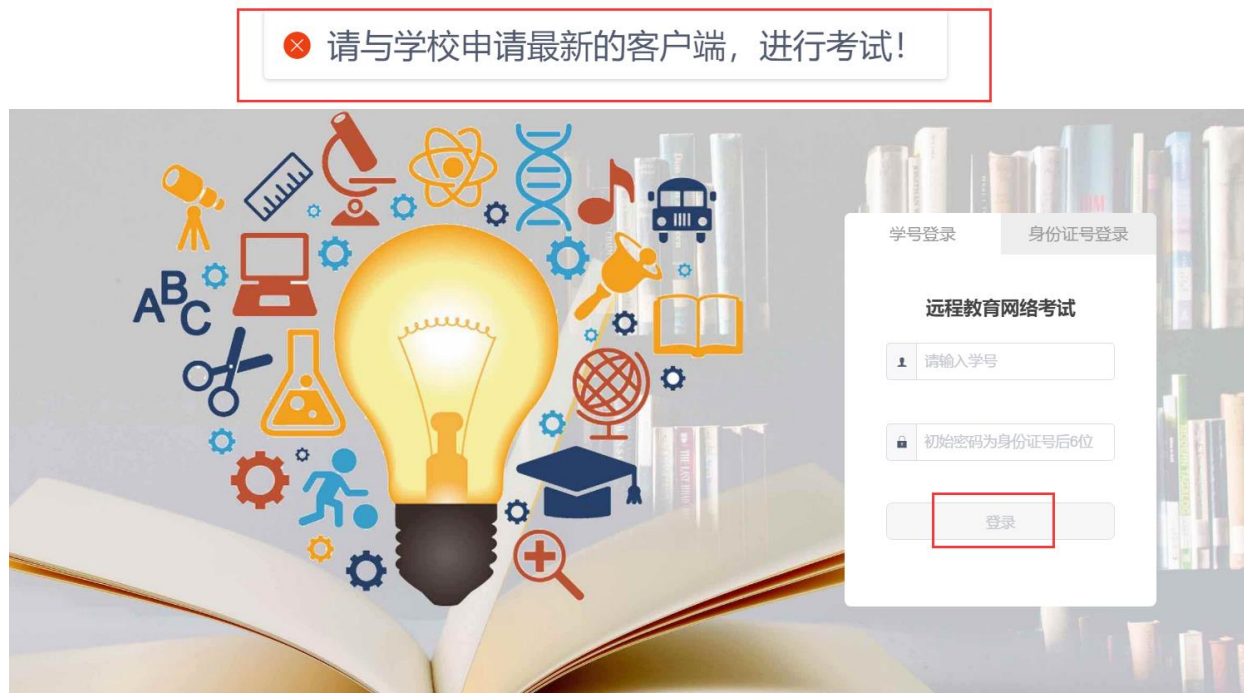 请与学校申请最新的客户端，进行考试！
学号登录
身份证号登录
远程教育网络考试
请输入学号
初始密码为身份证号后6位
登录
A
B
C